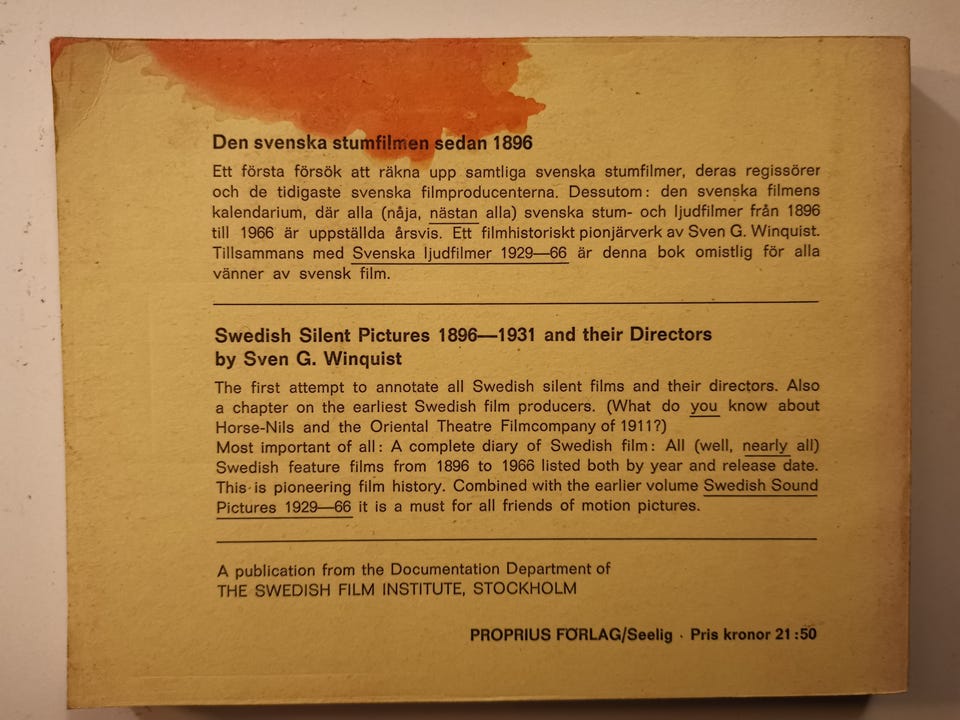 Den svenska stumfilmen sedan 1896
Ett första försök att räkna upp samtliga svenska stumfilmer, deras regissörer
och de tidigaste svenska filmproducenterna. Dessutom: den svenska filmens
kalendarium, där alla (nåja, nästan alla) svenska stum- och ljudfilmer från 1896
till 1966 är uppställda årsvis. Ett filmhistoriskt pionjärverk av Sven G. Winquist.
Tillsammans med Svenska ljudfilmer 1929—66 är denna bok omistlig för alla
vänner av svensk film.
Swedish Silent Pictures 1896—1931 and their Directors
by Sven G. Winquist
The first attempt to annotate all Swedish silent films and their directors. Also
a chapter on the earliest Swedish film producers. (What do you know about
Horse-Nils and the Oriental Theatre Filmcompany of 1911?)
Most important of all: A complete diary of Swedish film: All (well, nearly all)
Swedish feature films from 1896 to 1966 listed both by year and release date.
This is pioneering film history. Combined with the earlier volume Swedish Sound
Pictures 1929—66 it is a must for all friends of motion pictures.
A publication from the Documentation Department of
THE SWEDISH FILM INSTITUTE, STOCKHOLM
PROPRIUS FÖRLAG/Seelig · Pris kronor 21:50